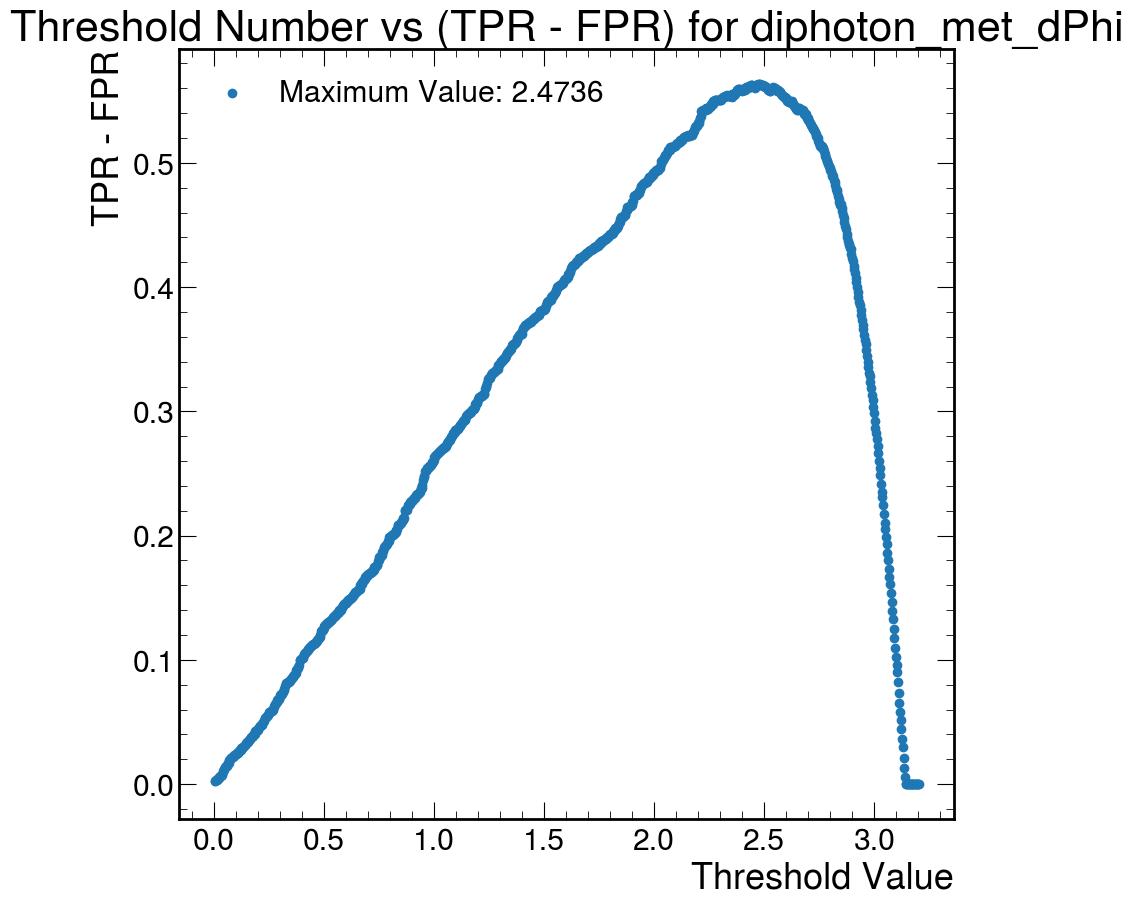 Threshold Number vs (TPR - FPR) for diphoton_met_dPhi
TPR - FPR
Maximum Value: 2.4736
0.5
0.4
0.3
0.2
0.1
0.0
0.0 0.5 1.0 1.5 2.0 2.5 3.0
Threshold Value